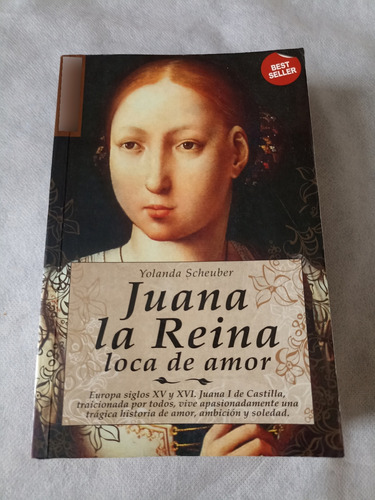 BEST
SELLER
Yolanda Scheuber
Juana
la Reina
loca de amor
Europa siglos XV y XVI. Juana I de Castilla,
traicionada por todos, vive apasionadamente una
trágica historia de amor, ambición y soledad.